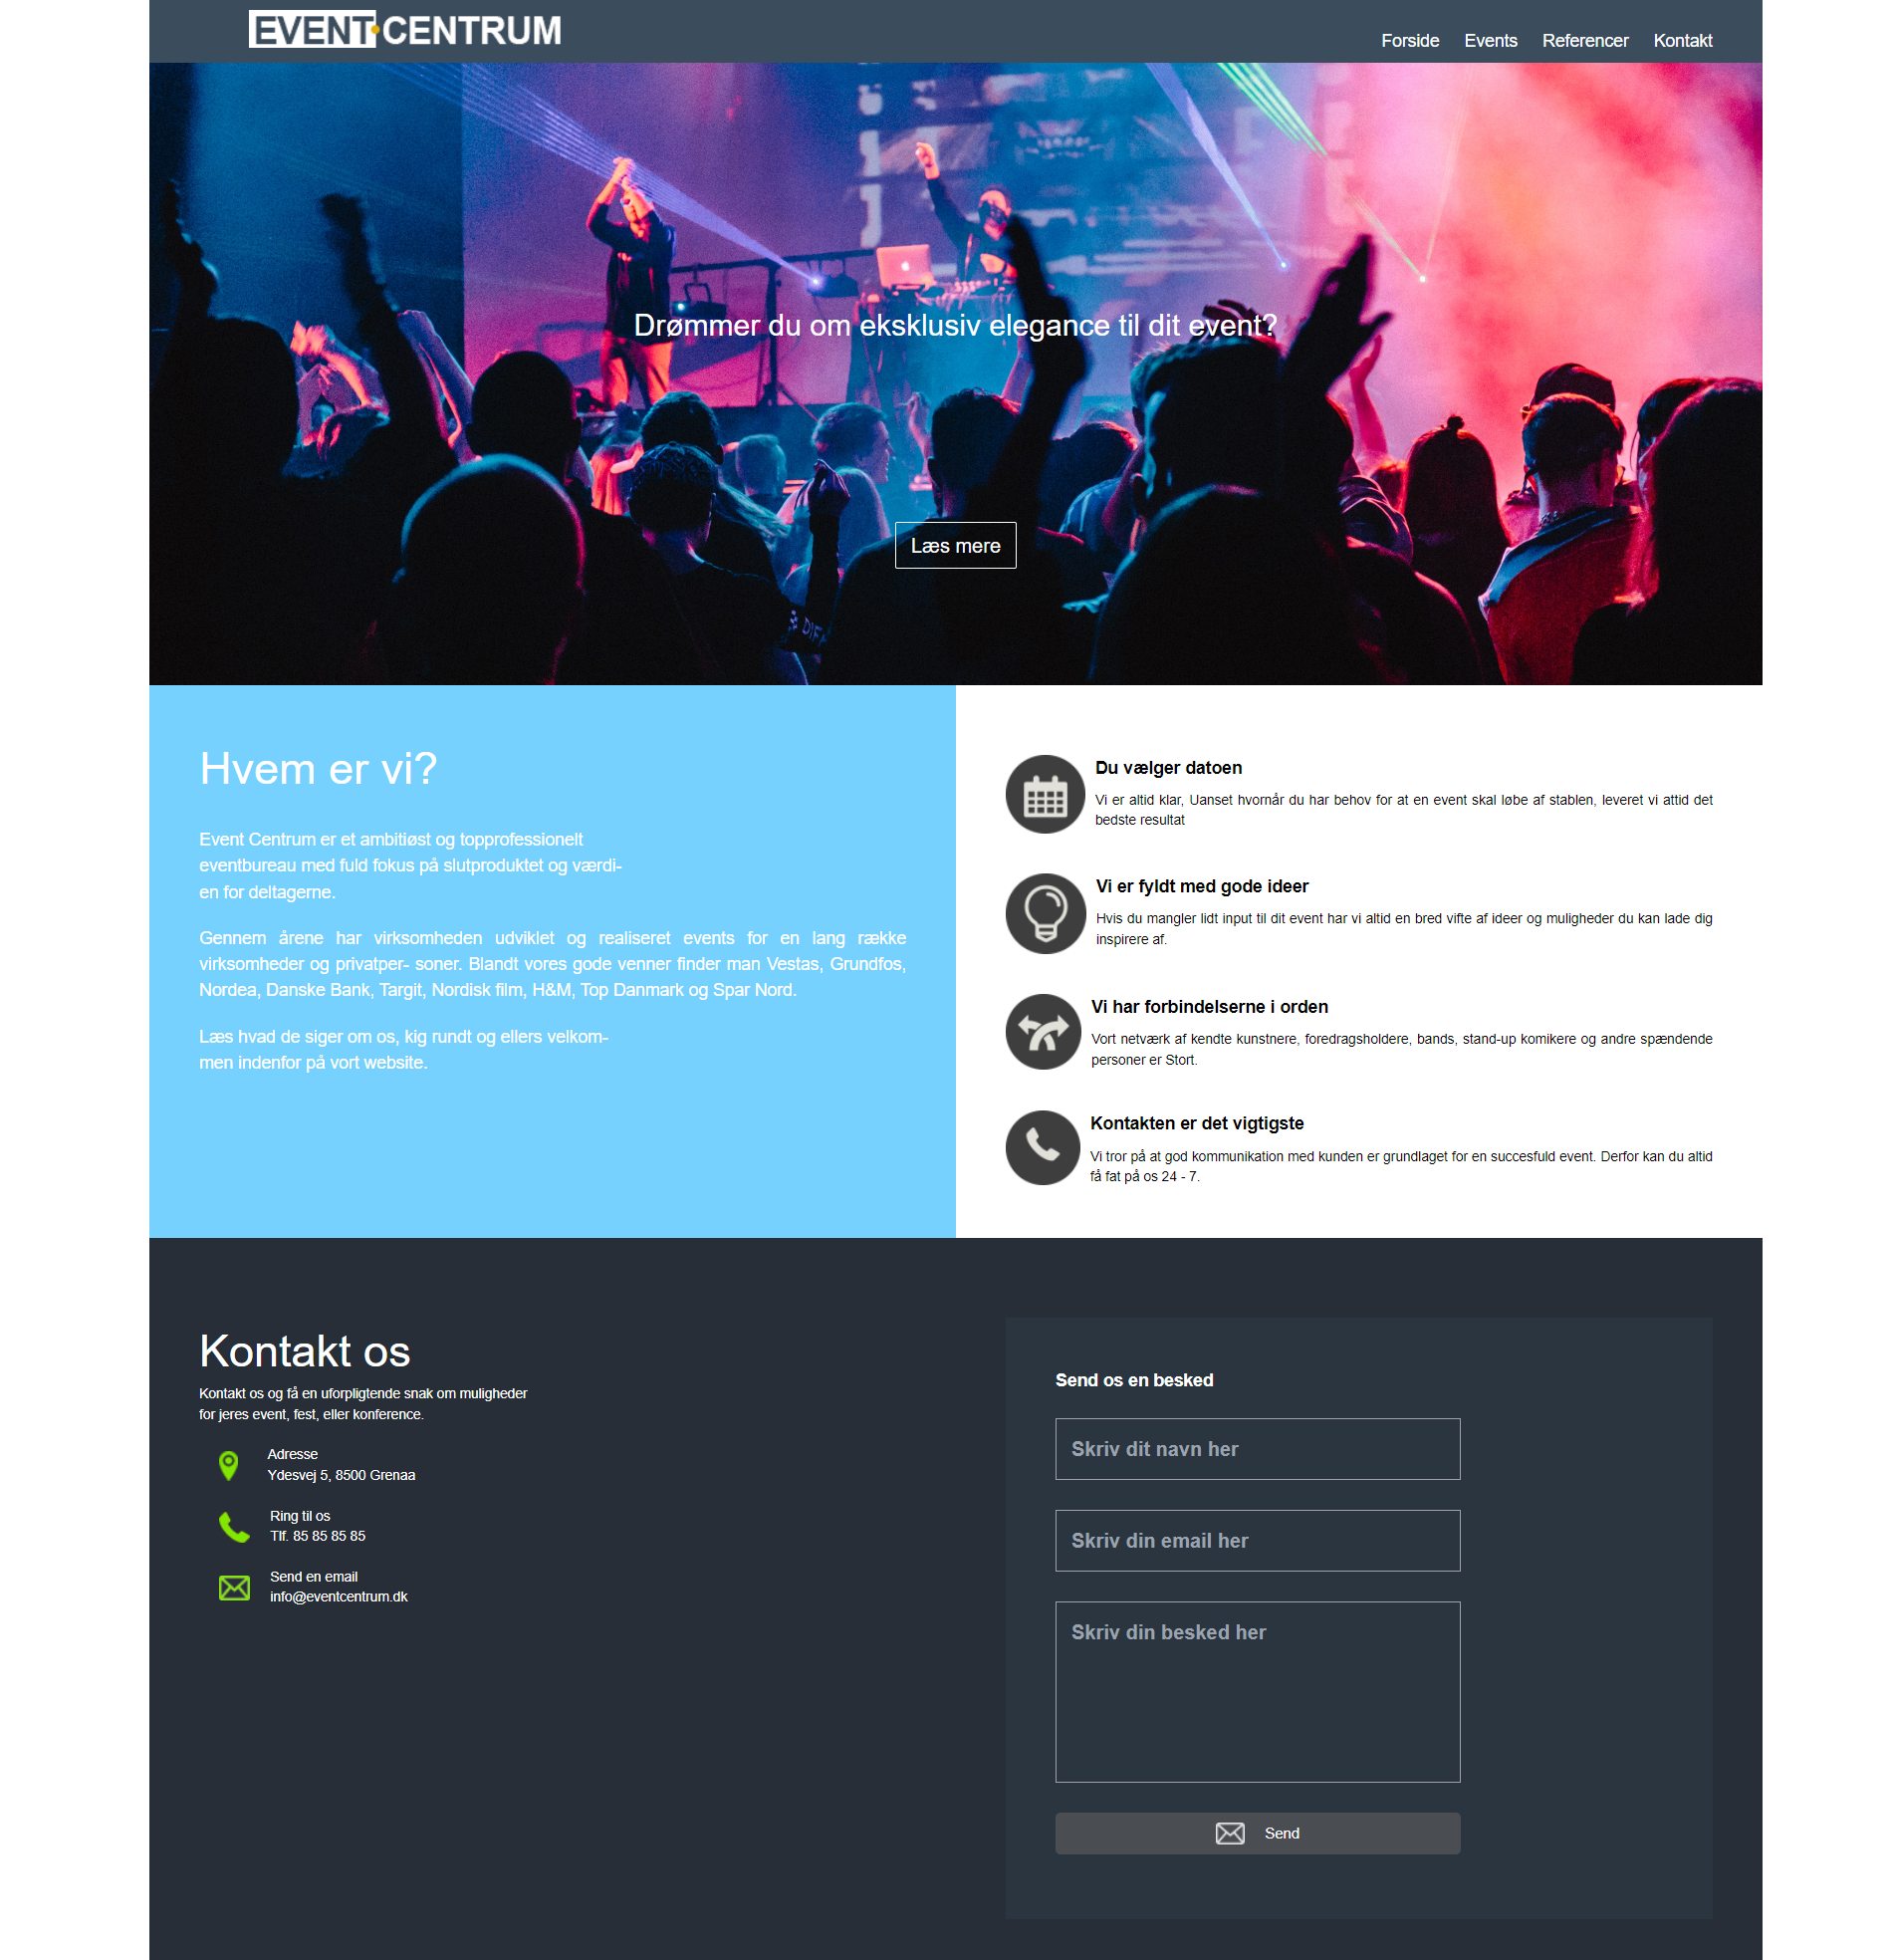 EVENT·CENTRUM
Forside Events Referencer Kontakt
Drømmer du om eksklusiv elegance til dit event?
Læs mere
Hvem er vi?
Event Centrum er et ambitiøst og topprofessionelt
eventbureau med fuld fokus på slutproduktet og værdi-
en for deltagerne.
Gennem årene har virksomheden udviklet og realiseret events for en lang række
virksomheder og privatper- soner. Blandt vores gode venner finder man Vestas, Grundfos,
Nordea, Danske Bank, Targit, Nordisk film, H&M, Top Danmark og Spar Nord.
Læs hvad de siger om os, kig rundt og ellers velkom-
men indenfor på vort website.
Du vælger datoen
Vi er altid klar, Uanset hvornår du har behov for at en event skal løbe af stablen, leveret vi attid det
bedste resultat
Vi er fyldt med gode ideer
Hvis du mangler lidt input til dit event har vi altid en bred vifte af ideer og muligheder du kan lade dig
inspirere af.
Vi har forbindelserne i orden
Vort netværk af kendte kunstnere, foredragsholdere, bands, stand-up komikere og andre spændende
personer er Stort.
Kontakten er det vigtigste
Vi tror på at god kommunikation med kunden er grundlaget for en succesfuld event. Derfor kan du altid
få fat på os 24 - 7.
Kontakt os
Kontakt os og få en uforpligtende snak om muligheder
for jeres event, fest, eller konference.
Adresse
Ydesvej 5, 8500 Grenaa
Ring til os
Tlf. 85 85 85 85
Send en email
info@eventcentrum.dk
Send os en besked
Skriv dit navn her
Skriv din email her
Skriv din besked her
Send